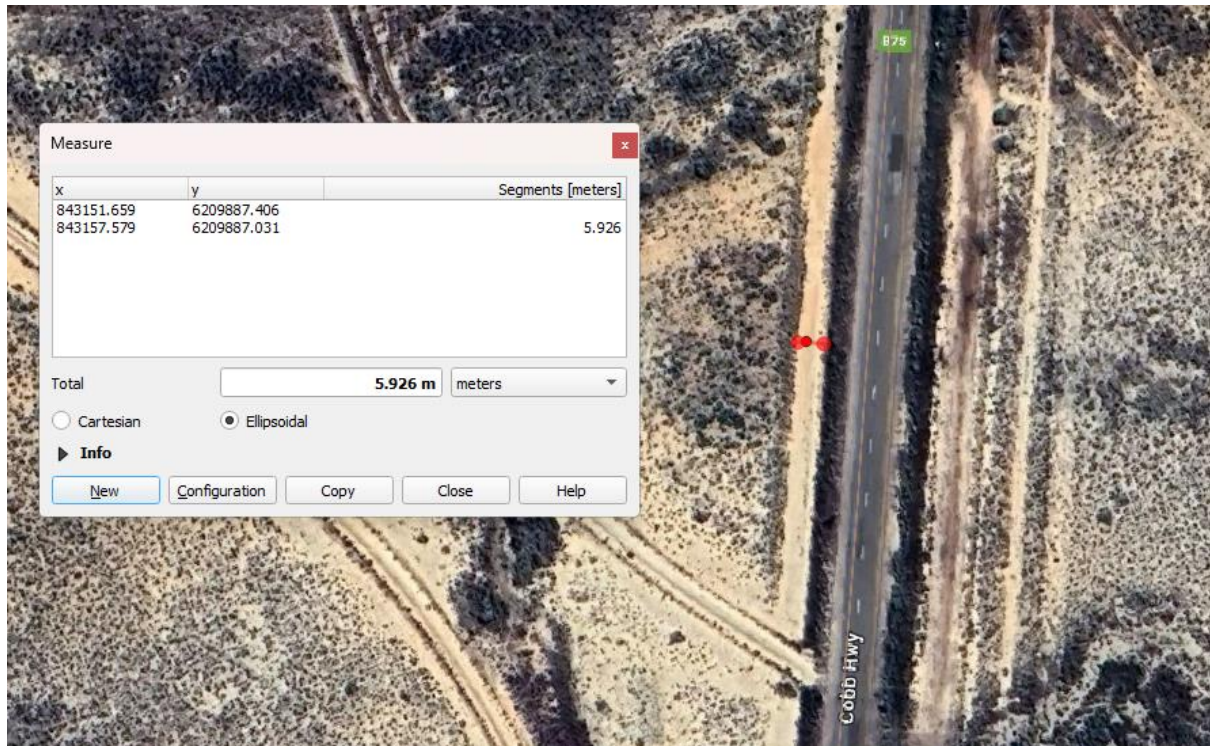 B75
Measure
x
x y Segments [meters]
843151.659 6209887.406
843157.579 6209887.031 5.926
Total 5.926 m meters
Cartesian Ellipsoidal
Info
New Configuration Copy Close Help
Cobb Hwy